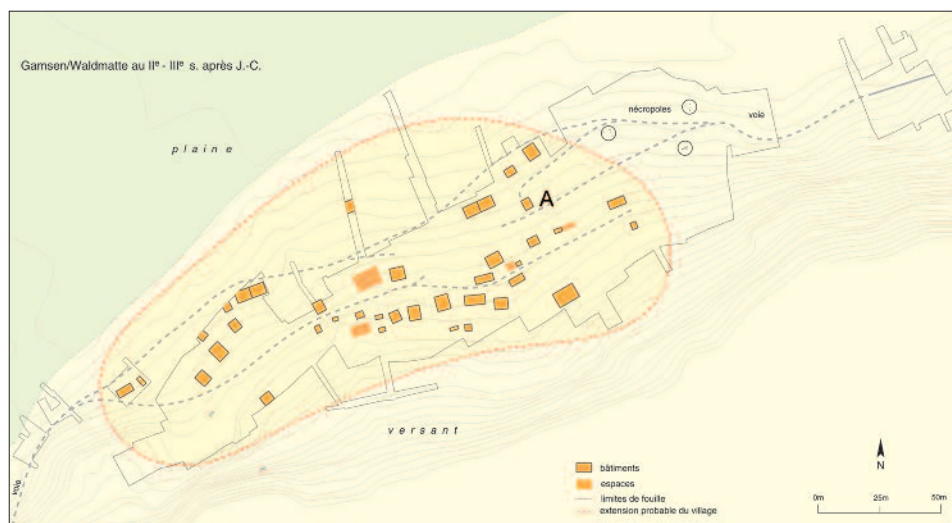 Gamsen/Waldmatte au IIᵉ - IIIᵉ s. après J.-C.
nécropoles
voie
plaine
A
versant
voie
bâtiments
espaces
limites de fouille
extension probable du village
N
0m 25m 50m